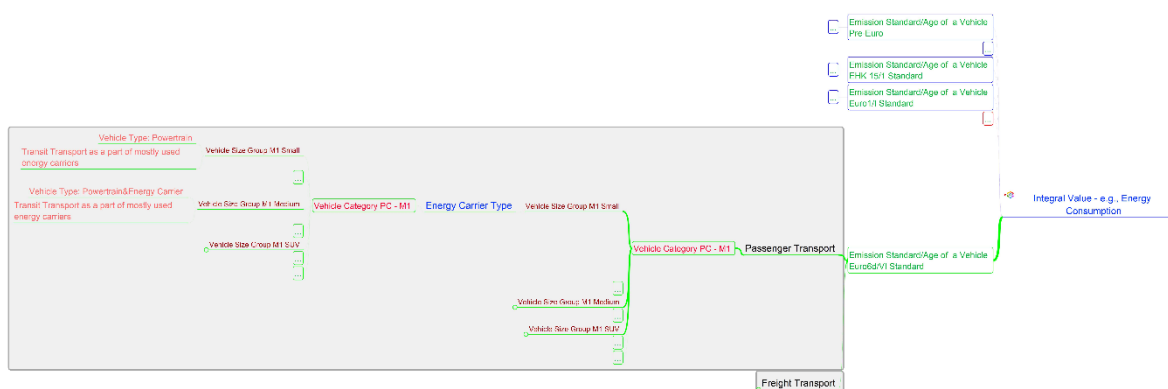 Emission Standard/Age of a Vehicle
Pre Euro
Emission Standard/Age of a Vehicle
15/1 Standard
Emission Standard/Age of a Vehicle
Euro1/I Standard
Vehicle Type: Powertrain
Transit Transport as a part of mostly used
energy carriers
Vehicle Size Group M1 Small
Vehicle Type: Powertrain&Energy Carrier
Transit Transport as a part of mostly used
energy carriers
Vehicle Size Group M1 Medium
Vehicle Category PC - M1
Energy Carrier Type
Vehicle Size Group M1 Small
Integral Value - e.g., Energy
Consumption
Vehicle Size Group M1 SUV
Vehicle Category PC - M1
Passenger Transport
Emission Standard/Age of a Vehicle
Euro6d/VI Standard
Vehicle Size Group M1 Medium
Vehicle Size Group M1 SUV
Freight Transport